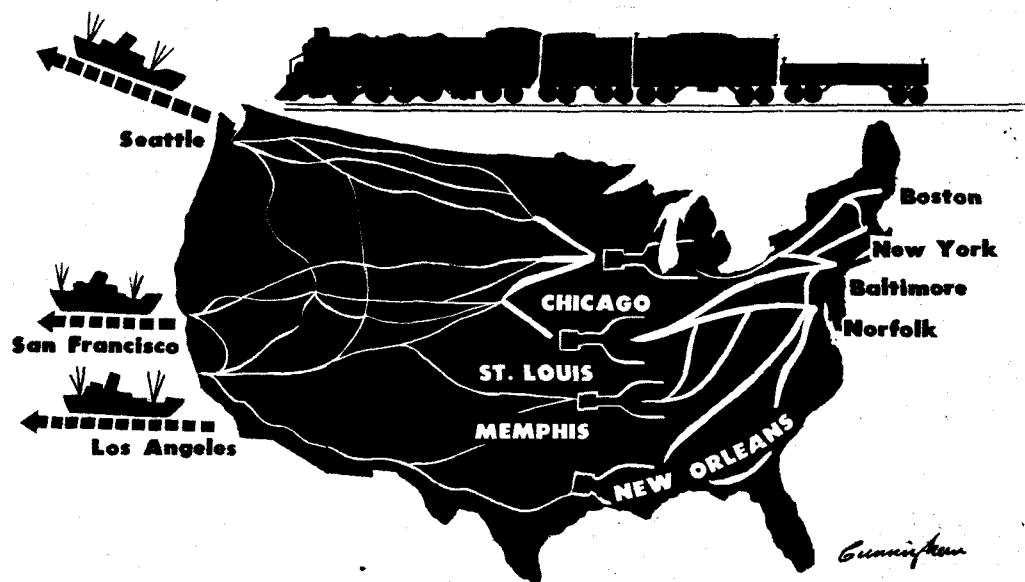 Seattle
Boston
New York
Baltimore
CHICAGO
Norfolk
San Francisco
ST. LOUIS
MEMPHIS
Los Angeles
NEW ORLEANS